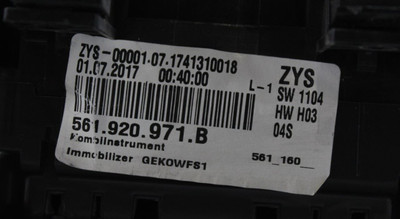 ZYS-00001.07.1741310018
01.07.2017 00:40:00
L-1
ZYS
SW 1104
HW H03
04S
561.920.971.B
Kombiinstrument
Immobilizer GEKOWFS1
561_160__